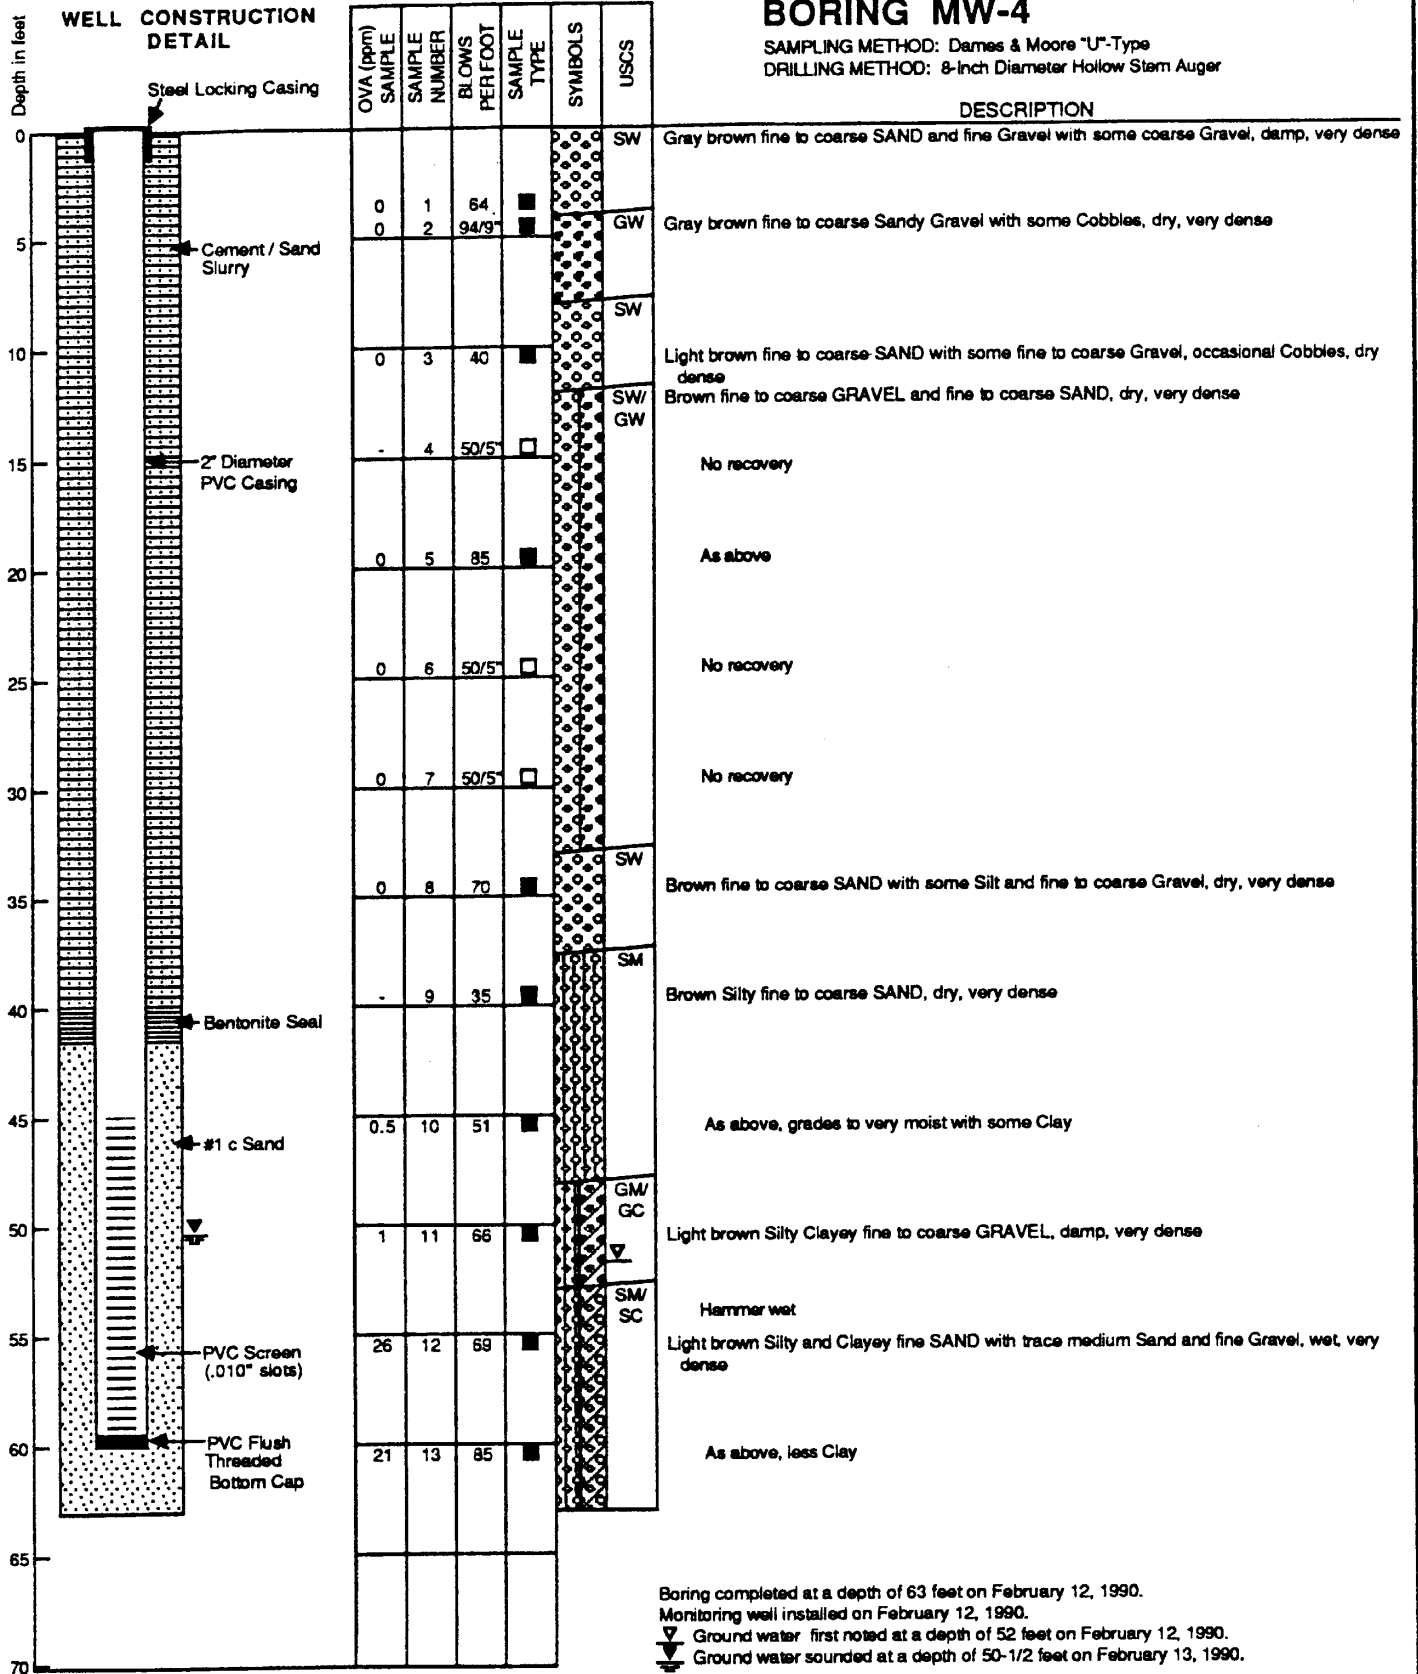 WELL CONSTRUCTION
DETAIL
BORING MW-4
SAMPLING METHOD: Dames & Moore "U"-Type
DRILLING METHOD: 8-Inch Diameter Hollow Stem Auger
Depth in feet
OVA (ppm)
SAMPLE
SAMPLE
NUMBER
BLOWS
PER FOOT
SAMPLE
TYPE
SYMBOLS
USCS
DESCRIPTION
Steel Locking Casing
0
SW Gray brown fine to coarse SAND and fine Gravel with some coarse Gravel, damp, very dense
0 1 64
0 2 94/9"
GW Gray brown fine to coarse Sandy Gravel with some Cobbles, dry, very dense
5
Cement / Sand
Slurry
SW
10
0 3 40
Light brown fine to coarse SAND with some fine to coarse Gravel, occasional Cobbles, dry
dense
SW/
GW
Brown fine to coarse GRAVEL and fine to coarse SAND, dry, very dense
- 4 50/5"
15
2" Diameter
PVC Casing
No recovery
0 5 85
As above
20
0 6 50/5"
No recovery
25
0 7 50/5"
No recovery
30
SW
0 8 70
Brown fine to coarse SAND with some Silt and fine to coarse Gravel, dry, very dense
35
SM
- 9 35
Brown Silty fine to coarse SAND, dry, very dense
40
Bentonite Seal
45
0.5 10 51
As above, grades to very moist with some Clay
#1 c Sand
GM/
GC
50
1 11 66
Light brown Silty Clayey fine to coarse GRAVEL, damp, very dense
SM/
SC
Hammer wet
55
26 12 69
Light brown Silty and Clayey fine SAND with trace medium Sand and fine Gravel, wet, very
dense
PVC Screen
(.010" slots)
PVC Flush
Threaded
Bottom Cap
60
21 13 85
As above, less Clay
65
70
Boring completed at a depth of 63 feet on February 12, 1990.
Monitoring well installed on February 12, 1990.
Ground water first noted at a depth of 52 feet on February 12, 1990.
Ground water sounded at a depth of 50-1/2 feet on February 13, 1990.